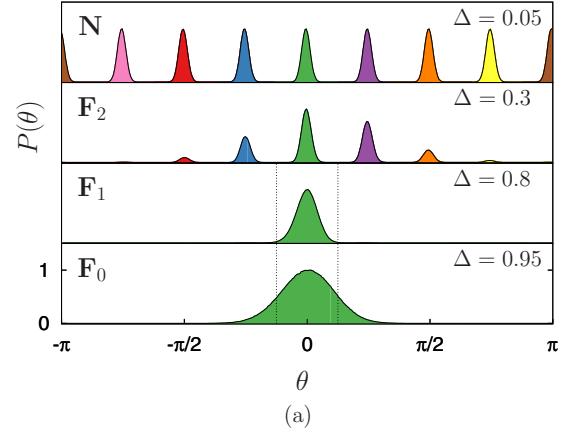 N Δ = 0.05
F₂ Δ = 0.3
P(θ)
F₁ Δ = 0.8
F₀ Δ = 0.95
1
0
-π -π/2 0 π/2 π
θ
(a)